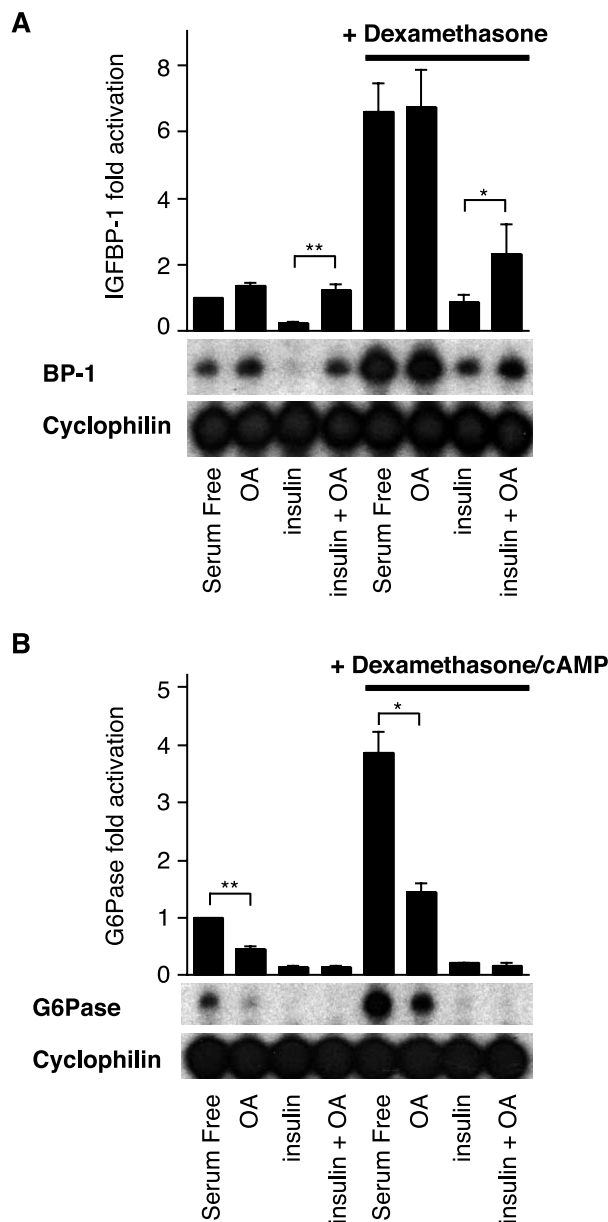 A
+ Dexamethasone
IGFBP-1 fold activation
8
6
4
2
0
**
*
BP-1
Cyclophilin
Serum Free
OA
insulin
insulin + OA
Serum Free
OA
insulin
insulin + OA
B
+ Dexamethasone/cAMP
G6Pase fold activation
5
4
3
2
1
0
**
*
G6Pase
Cyclophilin
Serum Free
OA
insulin
insulin + OA
Serum Free
OA
insulin
insulin + OA